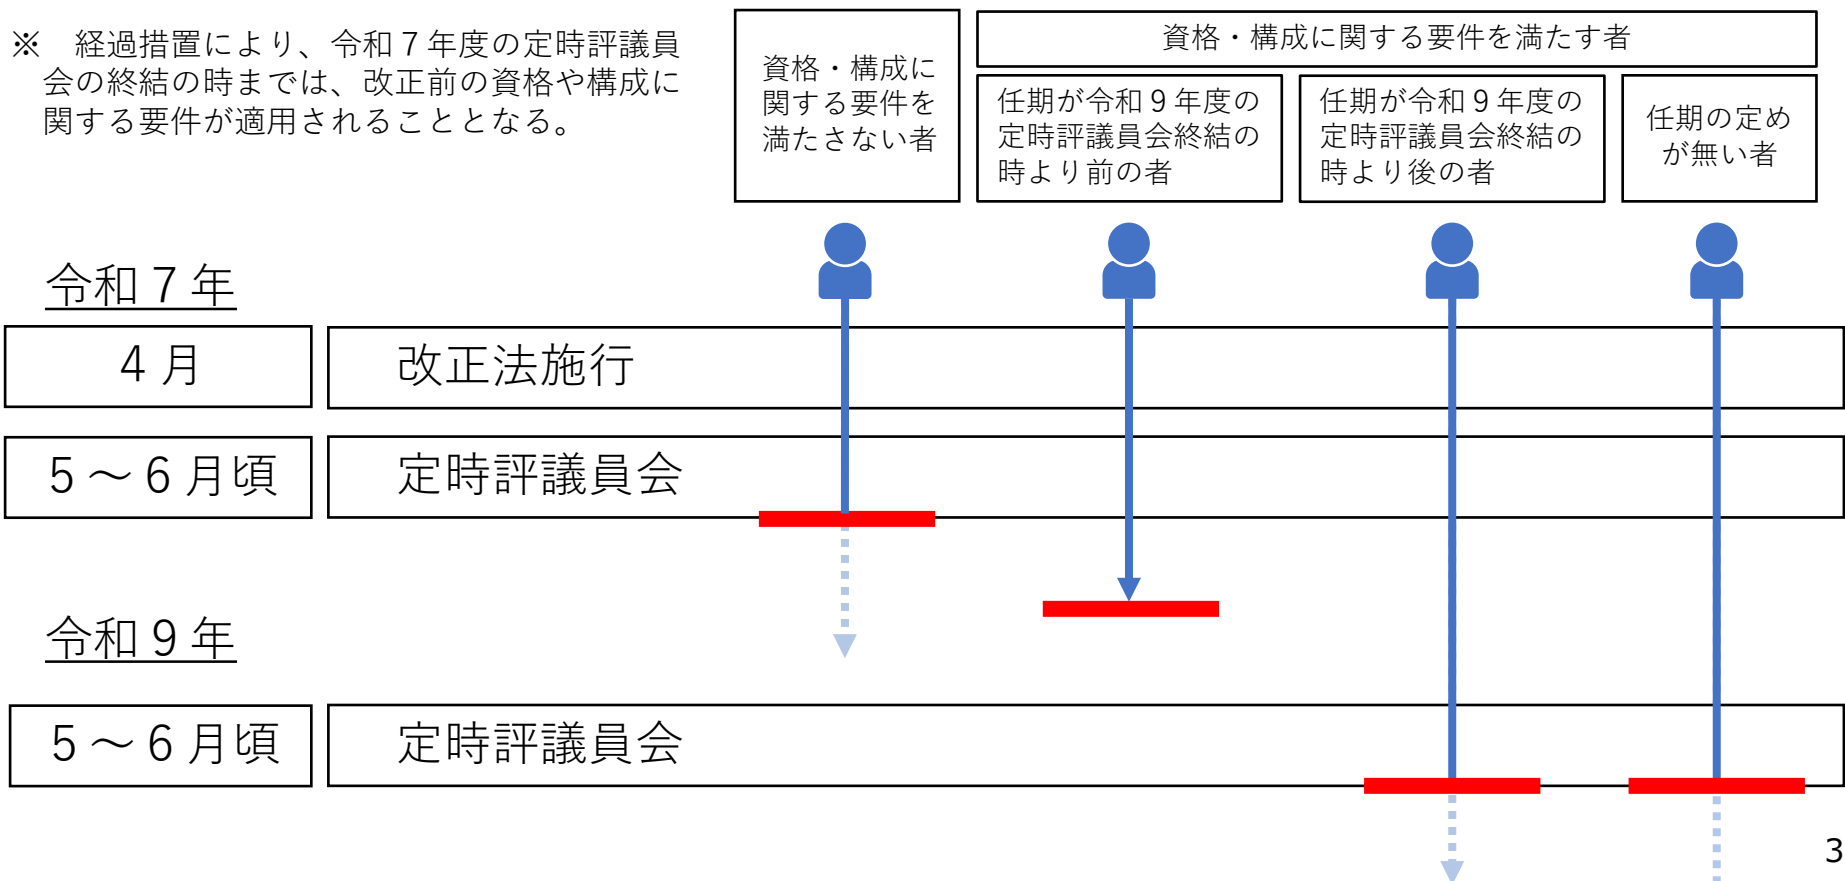 ※　経過措置により、令和７年度の定時評議員
会の終結の時までは、改正前の資格や構成に
関する要件が適用されることとなる。
資格・構成に
関する要件を
満たさない者
資格・構成に関する要件を満たす者
任期が令和９年度の
定時評議員会終結の
時より前の者
任期が令和９年度の
定時評議員会終結の
時より後の者
任期の定め
が無い者
令和７年
４月
改正法施行
５～６月頃
定時評議員会
令和９年
５～６月頃
定時評議員会
3